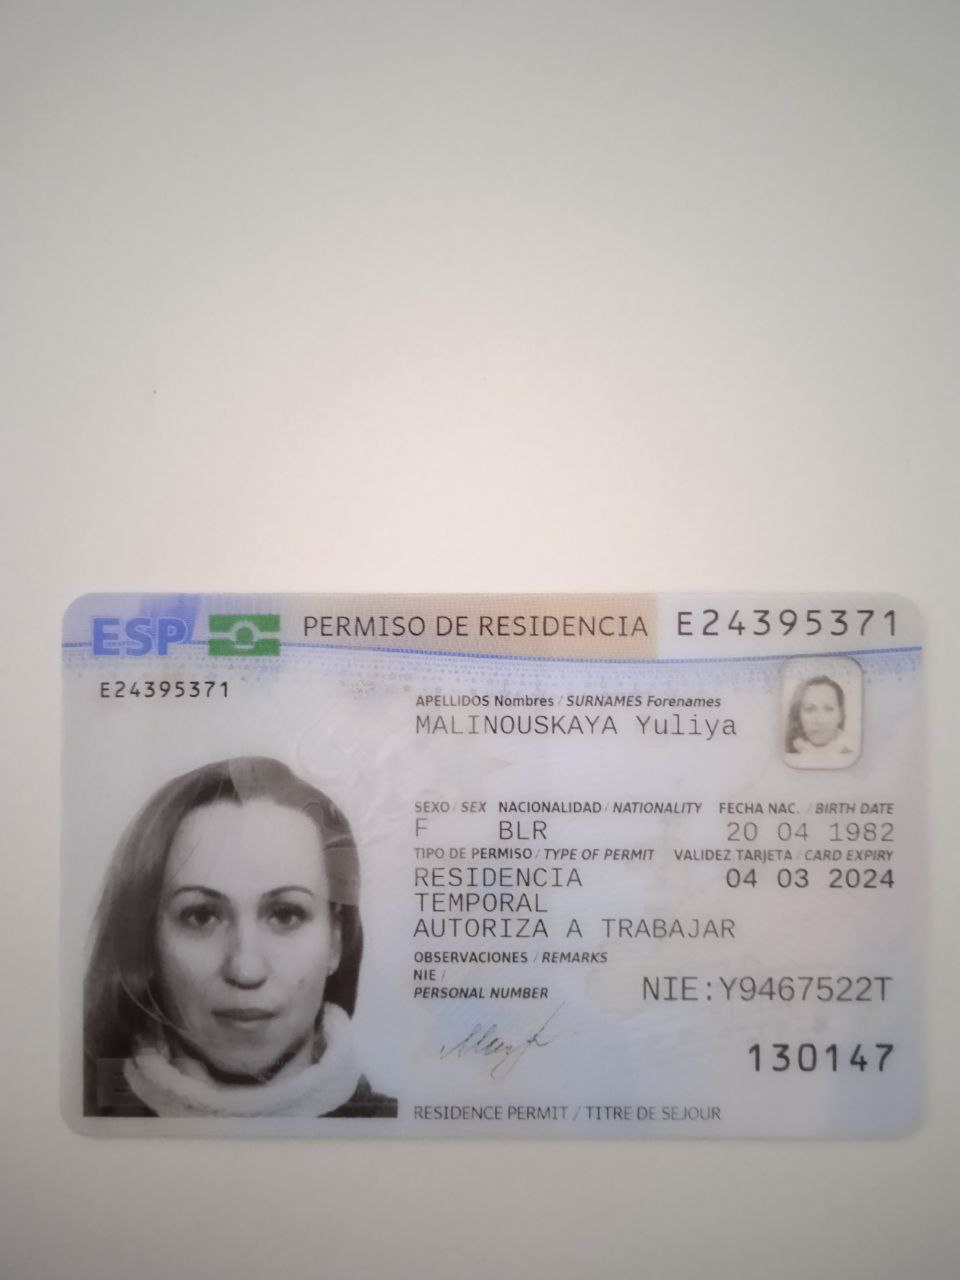 ESP PERMISO DE RESIDENCIA E24395371
E24395371
APELLIDOS Nombres / SURNAMES Forenames
MALINOUSKAYA Yuliya
SEXO / SEX NACIONALIDAD / NATIONALITY FECHA NAC. / BIRTH DATE
F BLR 20 04 1982
TIPO DE PERMISO / TYPE OF PERMIT VALIDEZ TARJETA / CARD EXPIRY
RESIDENCIA 04 03 2024
TEMPORAL
AUTORIZA A TRABAJAR
OBSERVACIONES / REMARKS
NIE /
PERSONAL NUMBER NIE:Y9467522T
130147
RESIDENCE PERMIT / TITRE DE SEJOUR